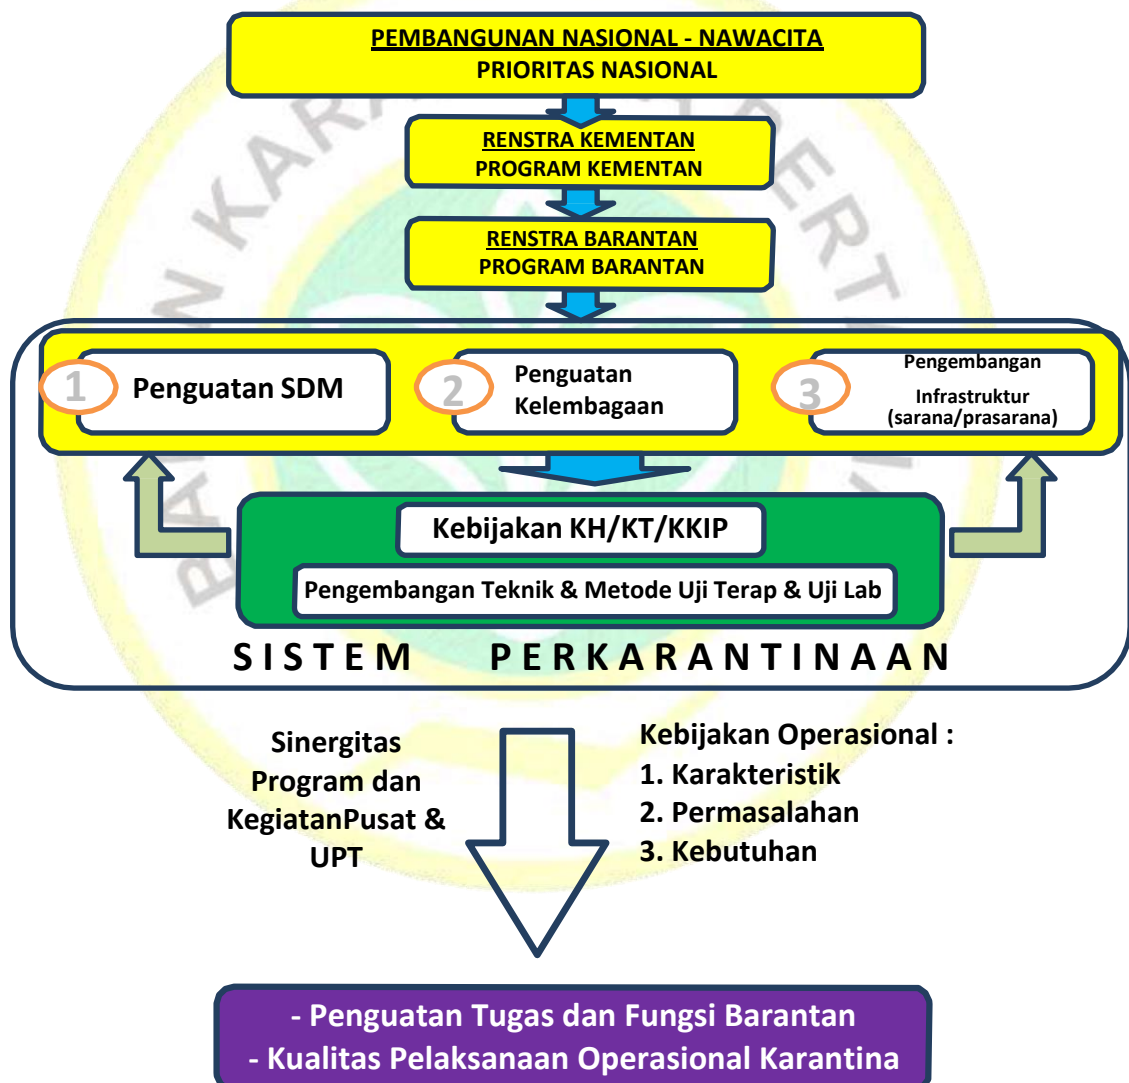 PEMBANGUNAN NASIONAL - NAWACITA
PRIORITAS NASIONAL
RENSTRA KEMENTAN
PROGRAM KEMENTAN
RENSTRA BARANTAN
PROGRAM BARANTAN
1
Penguatan SDM
2
Penguatan
Kelembagaan
3
Pengembangan
Infrastruktur
(sarana/prasarana)
Kebijakan KH/KT/KKIP
Pengembangan Teknik & Metode Uji Terap & Uji Lab
SISTEM PERKARANTINAAN
Sinergitas
Program dan
KegiatanPusat &
UPT
Kebijakan Operasional :
1. Karakteristik
2. Permasalahan
3. Kebutuhan
- Penguatan Tugas dan Fungsi Barantan
- Kualitas Pelaksanaan Operasional Karantina